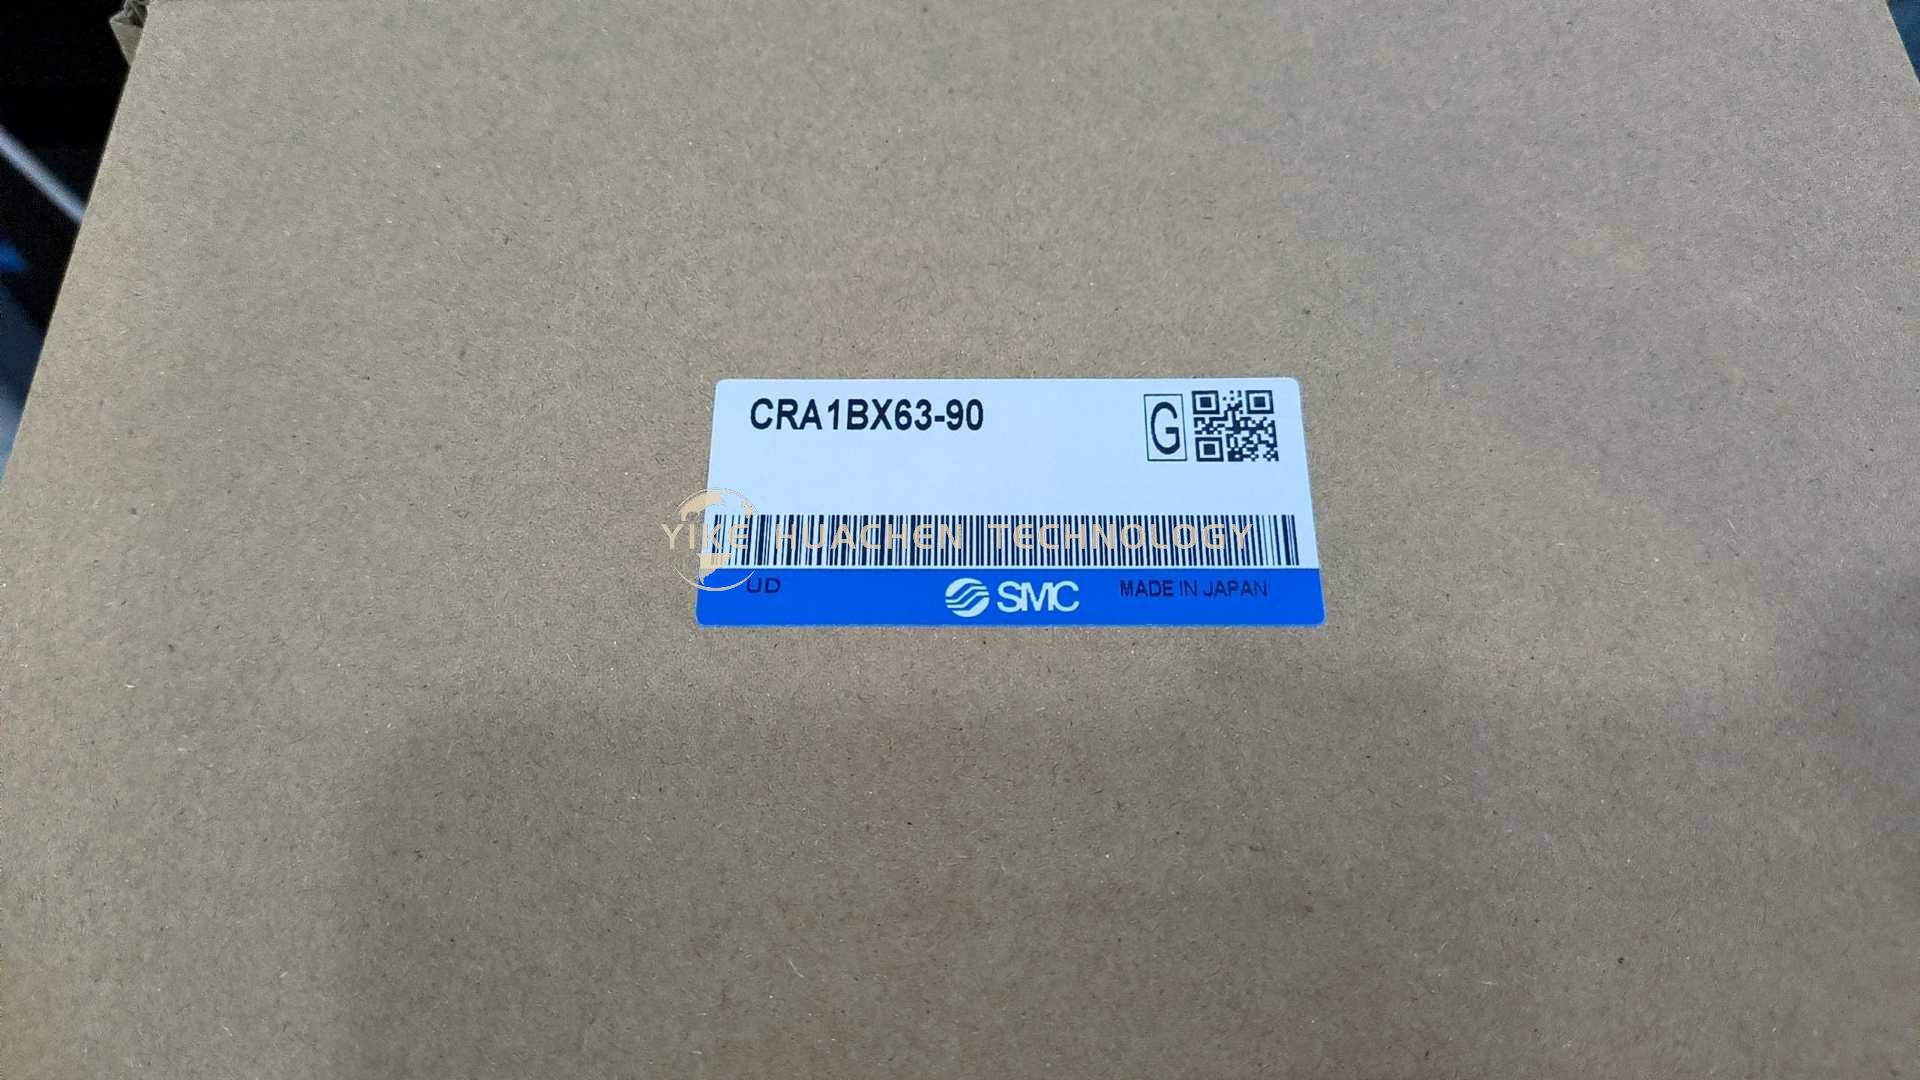 CRA1BX63-90
G
YIKE HUACHEN TECHNOLOGY
UD
SMC
MADE IN JAPAN